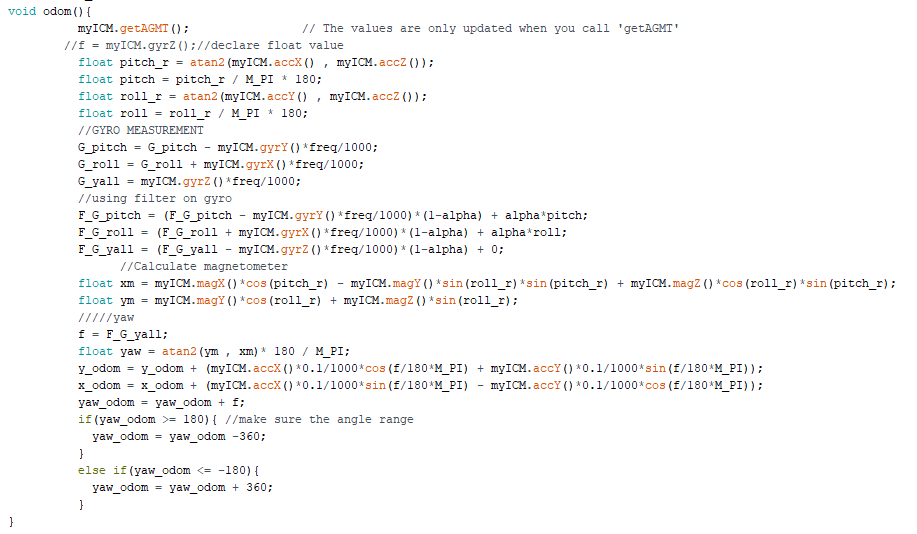 void odom(){
myICM.getAGMT(); // The values are only updated when you call 'getAGMT'
//f = myICM.gyrZ();//declare float value
float pitch_r = atan2(myICM.accX() , myICM.accZ());
float pitch = pitch_r / M_PI * 180;
float roll_r = atan2(myICM.accY() , myICM.accZ());
float roll = roll_r / M_PI * 180;
//GYRO MEASUREMENT
G_pitch = G_pitch - myICM.gyrY()*freq/1000;
G_roll = G_roll + myICM.gyrX()*freq/1000;
G_yall = myICM.gyrZ()*freq/1000;
//using filter on gyro
F_G_pitch = (F_G_pitch - myICM.gyrY()*freq/1000)*(1-alpha) + alpha*pitch;
F_G_roll = (F_G_roll + myICM.gyrX()*freq/1000)*(1-alpha) + alpha*roll;
F_G_yall = (F_G_yall - myICM.gyrZ()*freq/1000)*(1-alpha) + 0;
//Calculate magnetometer
float xm = myICM.magX()*cos(pitch_r) - myICM.magY()*sin(roll_r)*sin(pitch_r) + myICM.magZ()*cos(roll_r)*sin(pitch_r);
float ym = myICM.magY()*cos(roll_r) + myICM.magZ()*sin(roll_r);
/////yaw
f = F_G_yall;
float yaw = atan2(ym , xm)* 180 / M_PI;
y_odom = y_odom + (myICM.accX()*0.1/1000*cos(f/180*M_PI) + myICM.accY()*0.1/1000*sin(f/180*M_PI));
x_odom = x_odom + (myICM.accX()*0.1/1000*sin(f/180*M_PI) - myICM.accY()*0.1/1000*cos(f/180*M_PI));
yaw_odom = yaw_odom + f;
if(yaw_odom >= 180){ //make sure the angle range
yaw_odom = yaw_odom -360;
}
else if(yaw_odom <= -180){
yaw_odom = yaw_odom + 360;
}
}